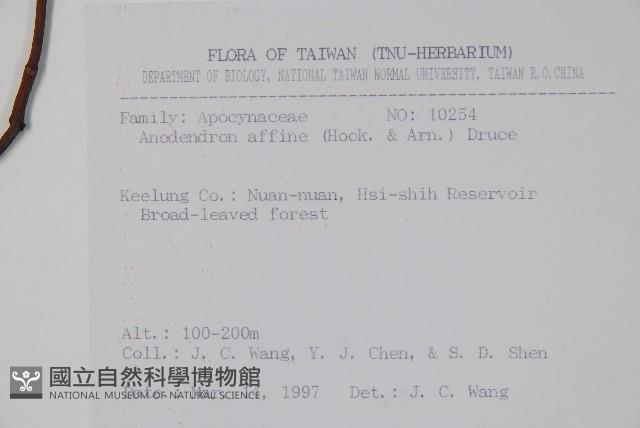 FLORA OF TAIWAN (TNU-HERBARIUM)
DEPARTMENT OF BIOLOGY, NATIONAL TAIWAN NORMAL UNIVERSITY, TAIWAN R.O.CHINA
Family: Apocynaceae NO: 10254
Anodendron affine (Hook. & Arn.) Druce
Keelung Co.: Nuan-nuan, Hsi-shih Reservoir
Broad-leaved forest
Alt.: 100-200m
Coll.: J. C. Wang, Y. J. Chen, & S. D. Shen
1997 Det.: J. C. Wang
國立自然科學博物館
NATIONAL MUSEUM OF NATURAL SCIENCE